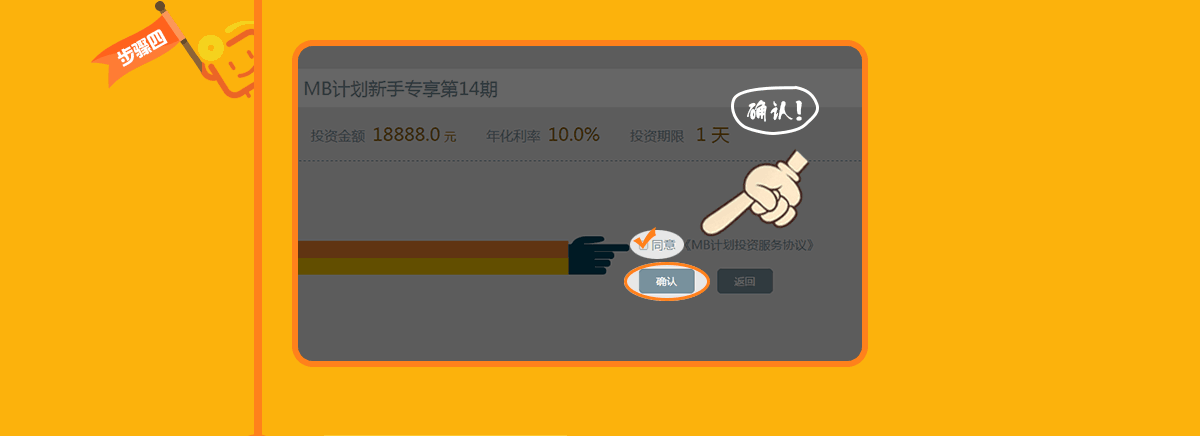 步骤四
MB计划新手专享第14期
确认!
投资金额 18888.0 元 年化利率 10.0% 投资期限 1 天
同意《MB计划投资服务协议》
确认 返回